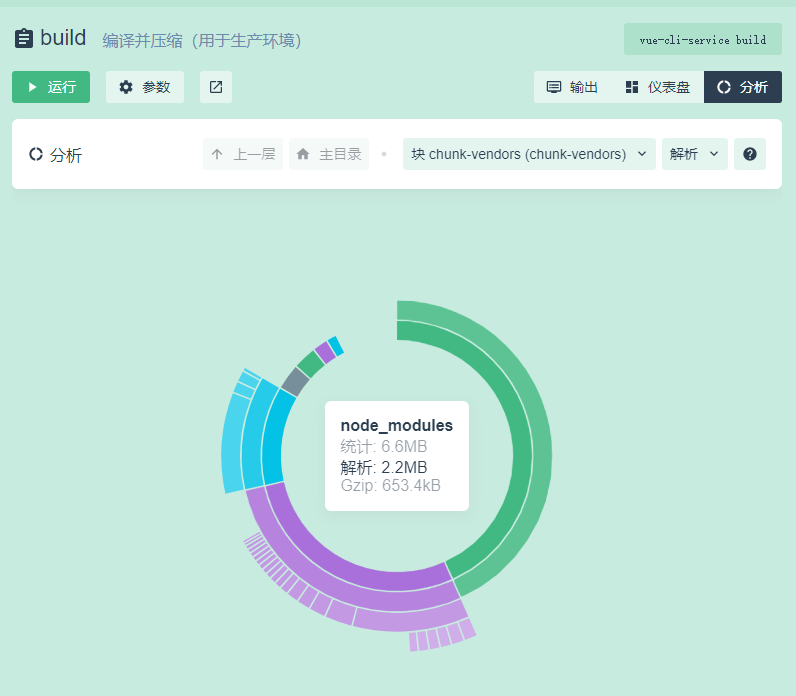 build 编译并压缩（用于生产环境） vue-cli-service build
运行 参数 输出 仪表盘 分析
分析 上一层 主目录 块 chunk-vendors (chunk-vendors) 解析
node_modules
统计: 6.6MB
解析: 2.2MB
Gzip: 653.4kB